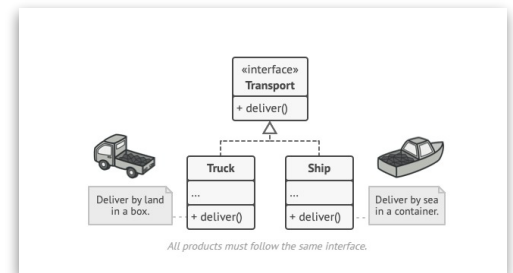 «interface»
Transport
+ deliver()
Truck
...
+ deliver()
Ship
...
+ deliver()
Deliver by land
in a box.
Deliver by sea
in a container.
All products must follow the same interface.